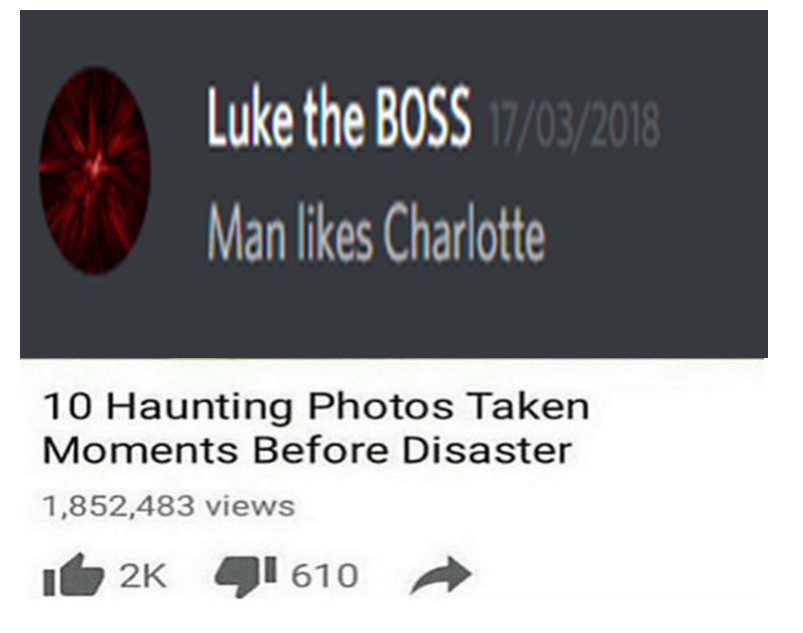 Luke the BOSS 17/03/2018
Man likes Charlotte
10 Haunting Photos Taken
Moments Before Disaster
1,852,483 views
2K 610